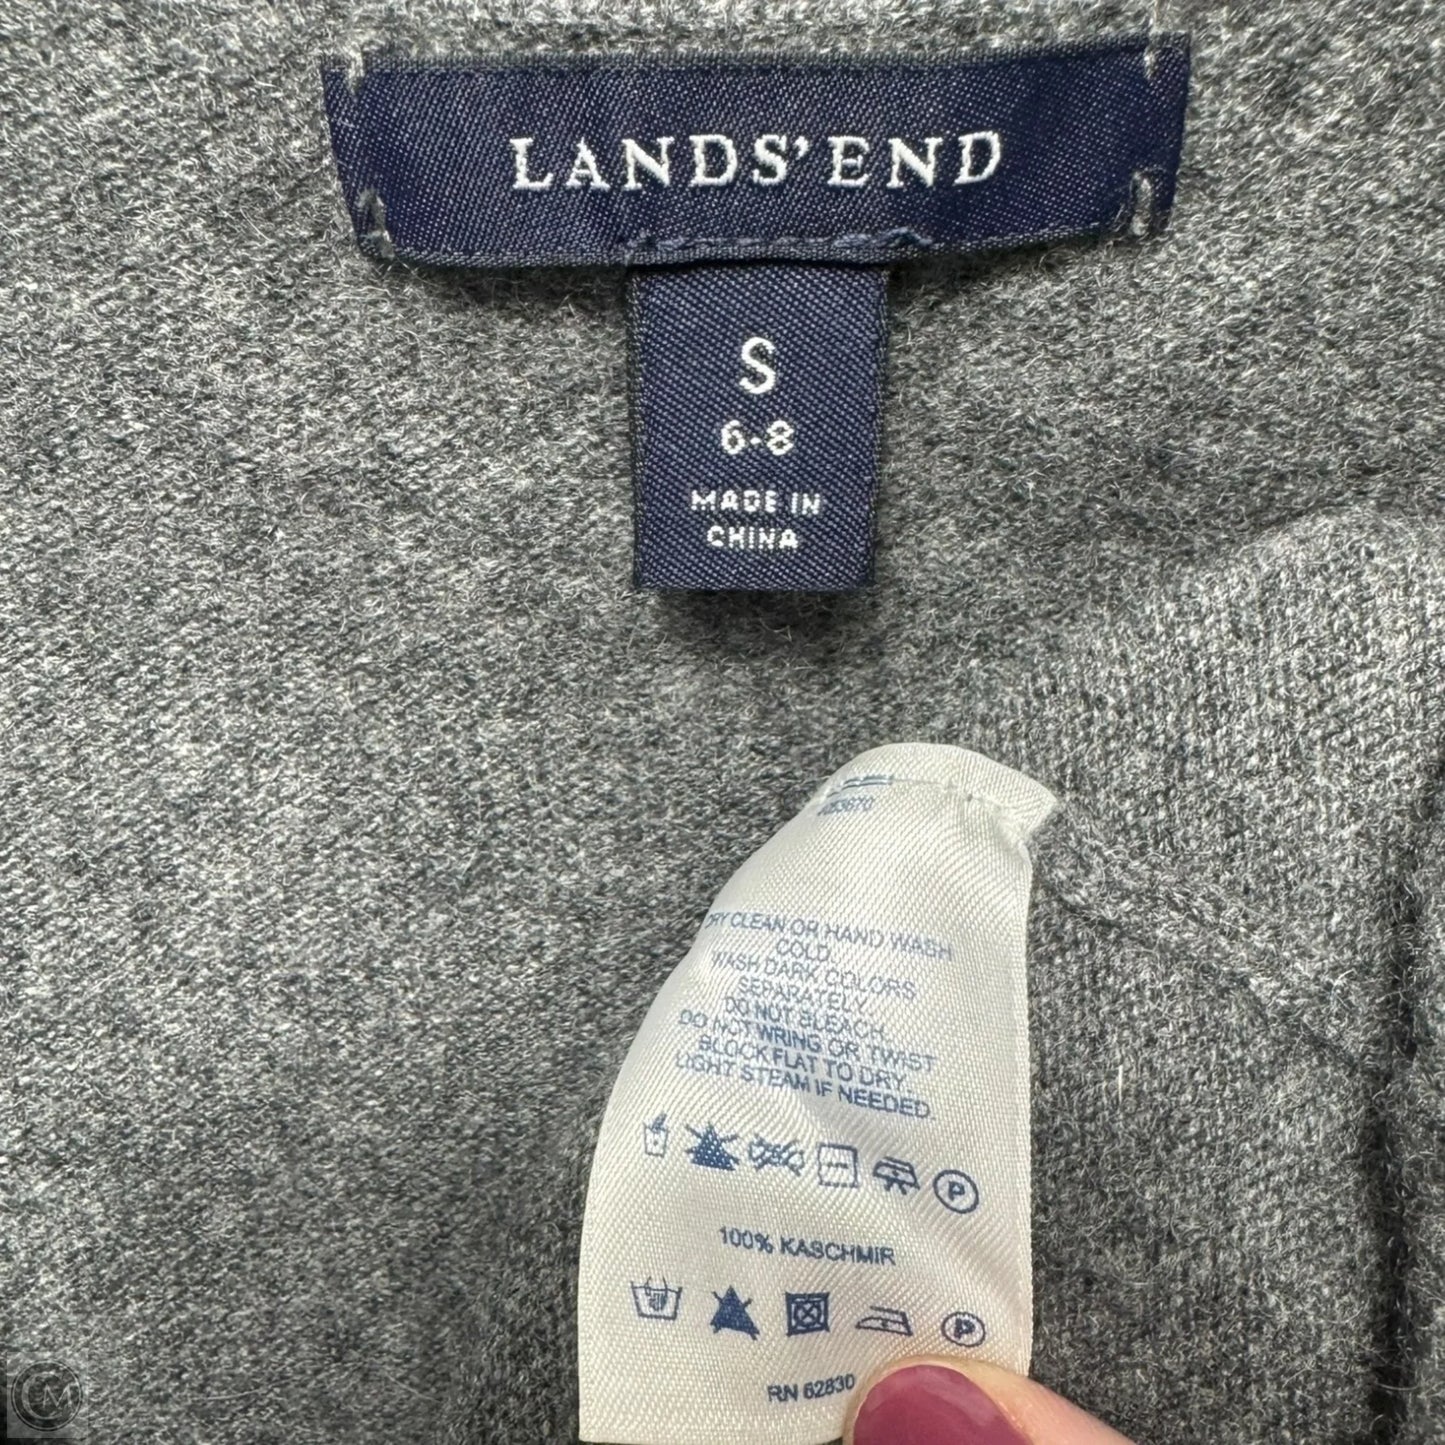 LANDS' END
S
6-8
MADE IN
CHINA
DRY CLEAN OR HAND WASH
COLD.
WASH DARK COLORS
SEPARATELY.
DO NOT BLEACH.
DO NOT WRING OR TWIST
BLOCK FLAT TO DRY.
LIGHT STEAM IF NEEDED.
P
100% KASCHMIR
P
RN 62830
CM